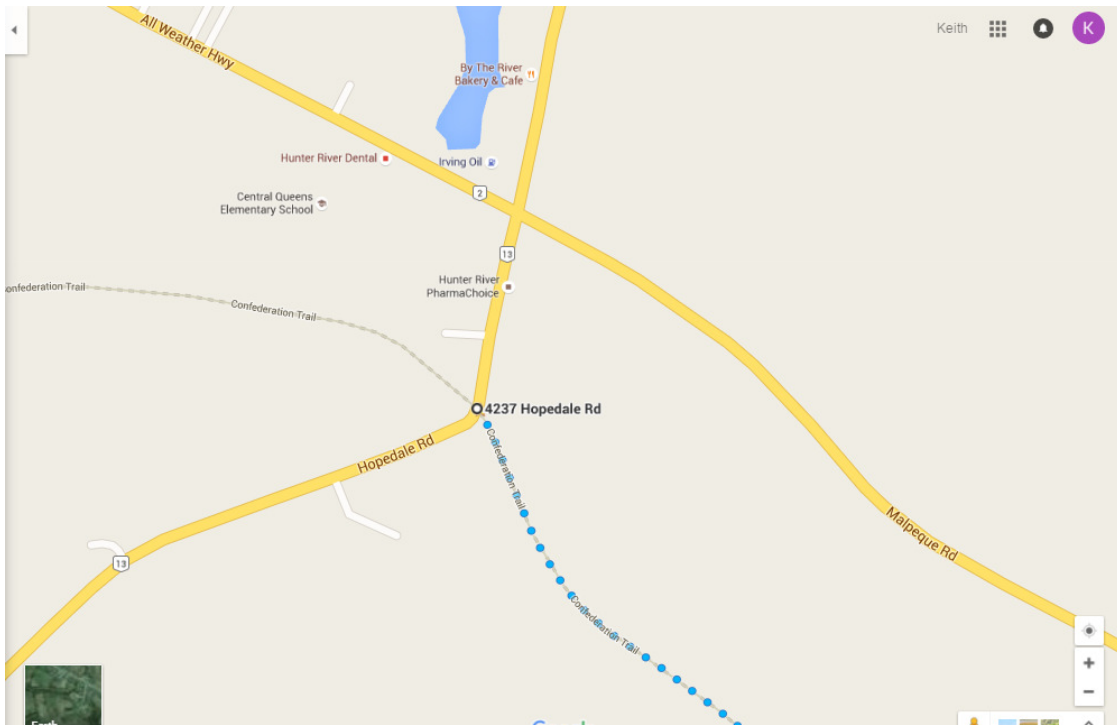 Keith
K
All Weather Hwy
By The River
Bakery & Cafe
Hunter River Dental
Irving Oil
2
Central Queens
Elementary School
13
Hunter River
PharmaChoice
onfederation Trail
Confederation Trail
4237 Hopedale Rd
Confederation Trail
Hopedale Rd
Malpeque Rd
13
Confederation Trail
+
−
Earth
Google